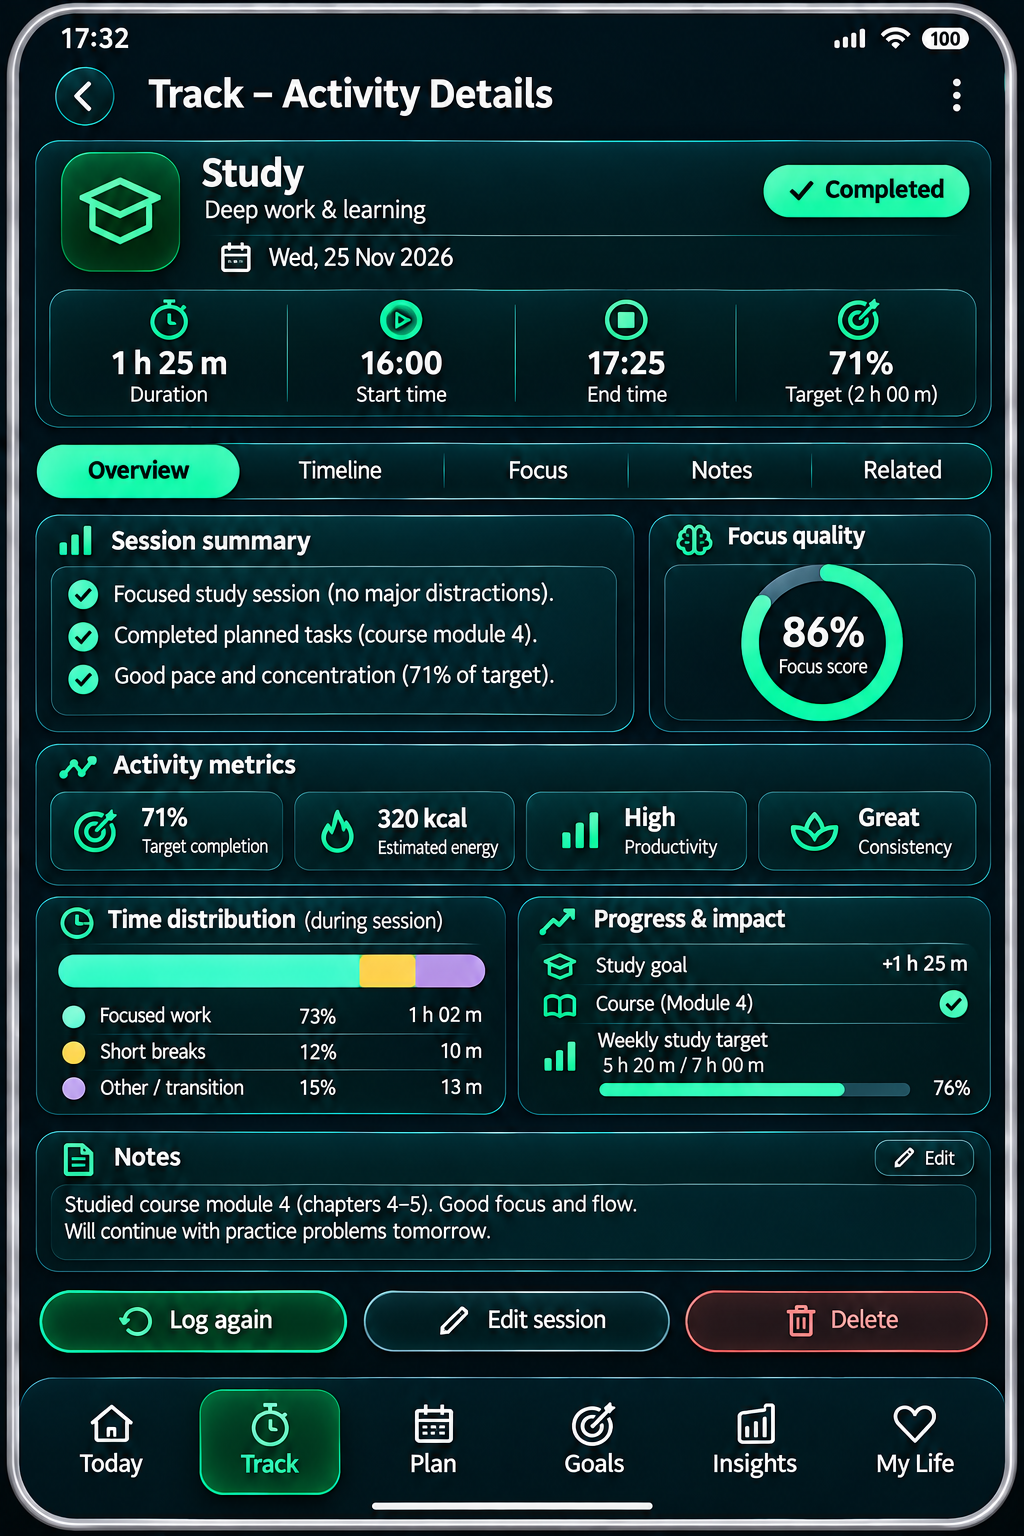 17:32
100
Track – Activity Details
Study
Deep work & learning
Completed
Wed, 25 Nov 2026
1 h 25 m
Duration
16:00
Start time
17:25
End time
71%
Target (2 h 00 m)
Overview
Timeline
Focus
Notes
Related
Session summary
Focused study session (no major distractions).
Completed planned tasks (course module 4).
Good pace and concentration (71% of target).
Focus quality
86%
Focus score
Activity metrics
71%
Target completion
320 kcal
Estimated energy
High
Productivity
Great
Consistency
Time distribution (during session)
Focused work 73% 1 h 02 m
Short breaks 12% 10 m
Other / transition 15% 13 m
Progress & impact
Study goal +1 h 25 m
Course (Module 4)
Weekly study target
5 h 20 m / 7 h 00 m
76%
Notes
Edit
Studied course module 4 (chapters 4–5). Good focus and flow.
Will continue with practice problems tomorrow.
Log again
Edit session
Delete
Today
Track
Plan
Goals
Insights
My Life